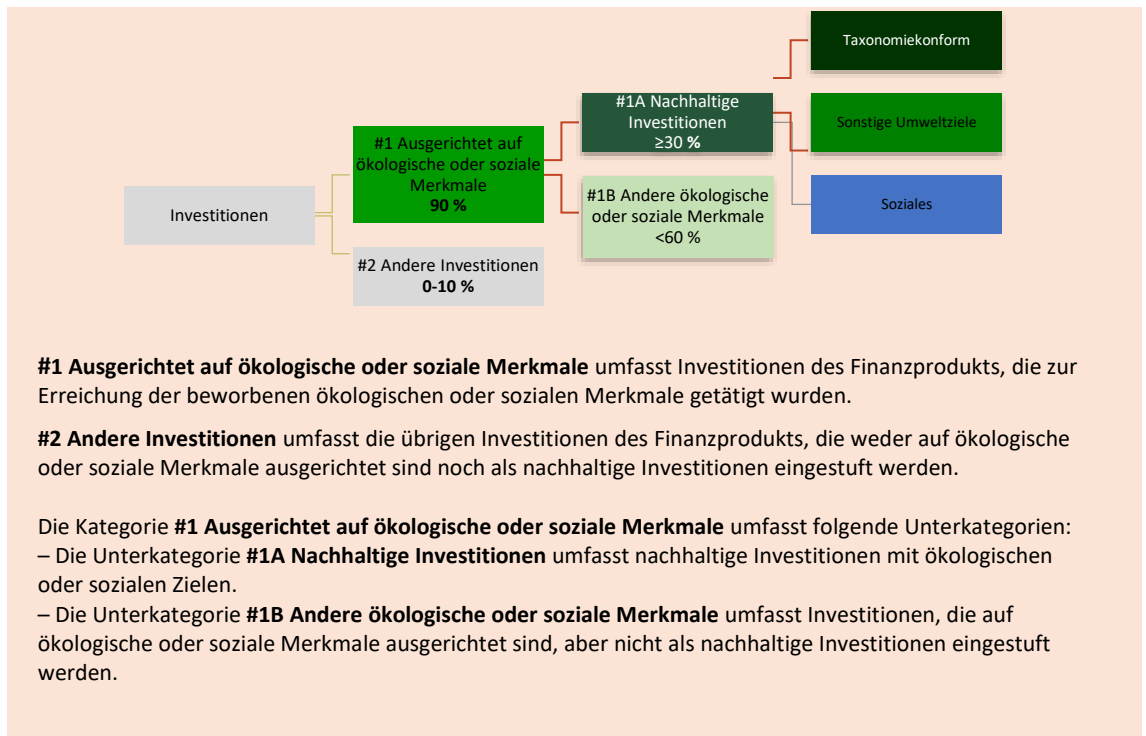 Taxonomiekonform
#1A Nachhaltige
Investitionen
≥30 %
Sonstige Umweltziele
#1 Ausgerichtet auf
ökologische oder soziale
Merkmale
90 %
#1B Andere ökologische
oder soziale Merkmale
<60 %
Soziales
Investitionen
#2 Andere Investitionen
0-10 %
#1 Ausgerichtet auf ökologische oder soziale Merkmale umfasst Investitionen des Finanzprodukts, die zur
Erreichung der beworbenen ökologischen oder sozialen Merkmale getätigt wurden.
#2 Andere Investitionen umfasst die übrigen Investitionen des Finanzprodukts, die weder auf ökologische
oder soziale Merkmale ausgerichtet sind noch als nachhaltige Investitionen eingestuft werden.
Die Kategorie #1 Ausgerichtet auf ökologische oder soziale Merkmale umfasst folgende Unterkategorien:
– Die Unterkategorie #1A Nachhaltige Investitionen umfasst nachhaltige Investitionen mit ökologischen
oder sozialen Zielen.
– Die Unterkategorie #1B Andere ökologische oder soziale Merkmale umfasst Investitionen, die auf
ökologische oder soziale Merkmale ausgerichtet sind, aber nicht als nachhaltige Investitionen eingestuft
werden.